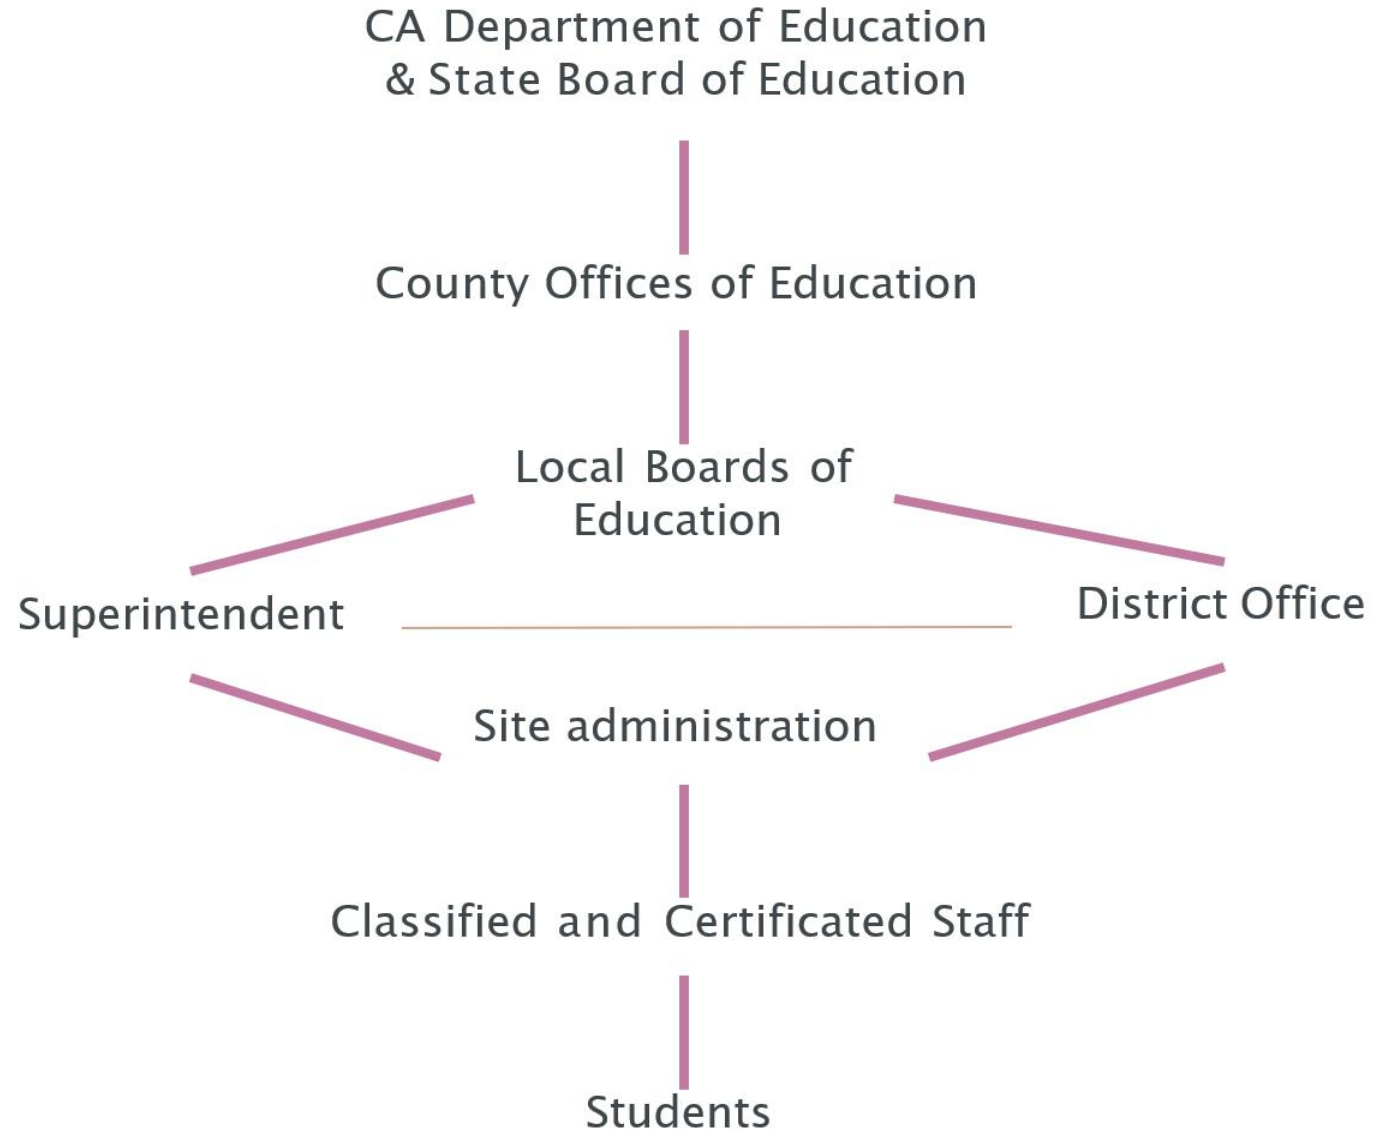 CA Department of Education
& State Board of Education
County Offices of Education
Local Boards of
Education
Superintendent
District Office
Site administration
Classified and Certificated Staff
Students